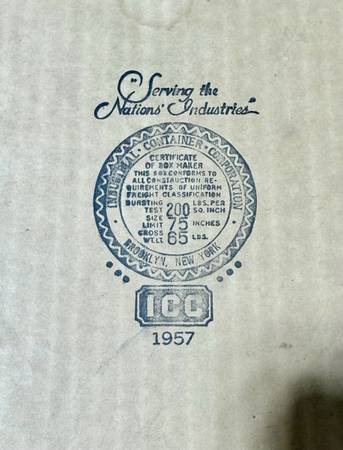 "Serving the
Nations' Industries"
· INDUSTRIAL · CONTAINER · CORPORATION ·
CERTIFICATE
OF BOX MAKER
THIS BOX CONFORMS TO
ALL CONSTRUCTION RE-
QUIREMENTS OF UNIFORM
FREIGHT CLASSIFICATION
BURSTING TEST 200 LBS. PER SQ. INCH
SIZE LIMIT 75 INCHES
GROSS WEI.T 65 LBS.
BROOKLYN, NEW YORK
ICC
1957